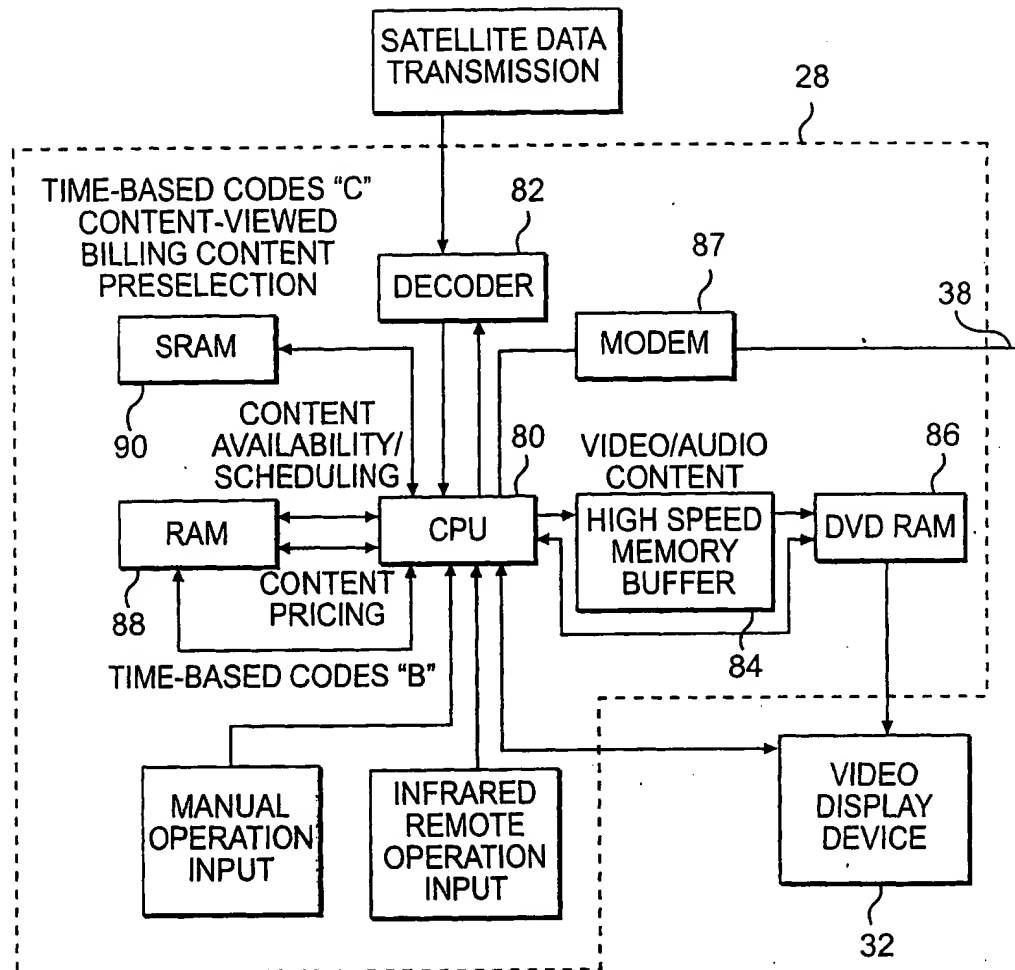 SATELLITE DATA
TRANSMISSION
28
TIME-BASED CODES "C"
CONTENT-VIEWED
BILLING CONTENT
PRESELECTION
82
DECODER
87
MODEM
38
SRAM
90
CONTENT
AVAILABILITY/
SCHEDULING
80
VIDEO/AUDIO
CONTENT
86
RAM
88
CPU
HIGH SPEED
MEMORY
BUFFER
84
DVD RAM
CONTENT
PRICING
TIME-BASED CODES "B"
MANUAL
OPERATION
INPUT
INFRARED
REMOTE
OPERATION
INPUT
VIDEO
DISPLAY
DEVICE
32